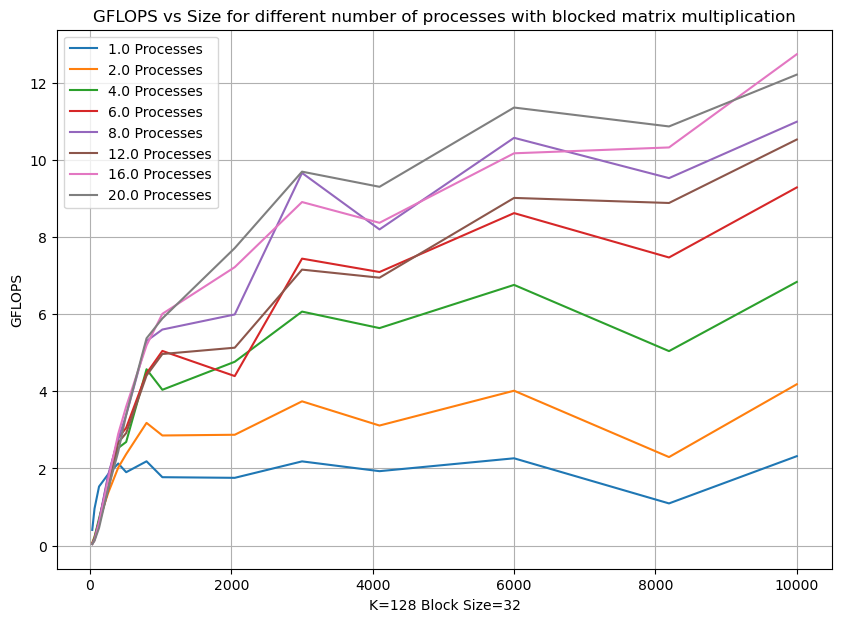 GFLOPS vs Size for different number of processes with blocked matrix multiplication
1.0 Processes
2.0 Processes
4.0 Processes
6.0 Processes
8.0 Processes
12.0 Processes
16.0 Processes
20.0 Processes
GFLOPS
12
10
8
6
4
2
0
0 2000 4000 6000 8000 10000
K=128 Block Size=32